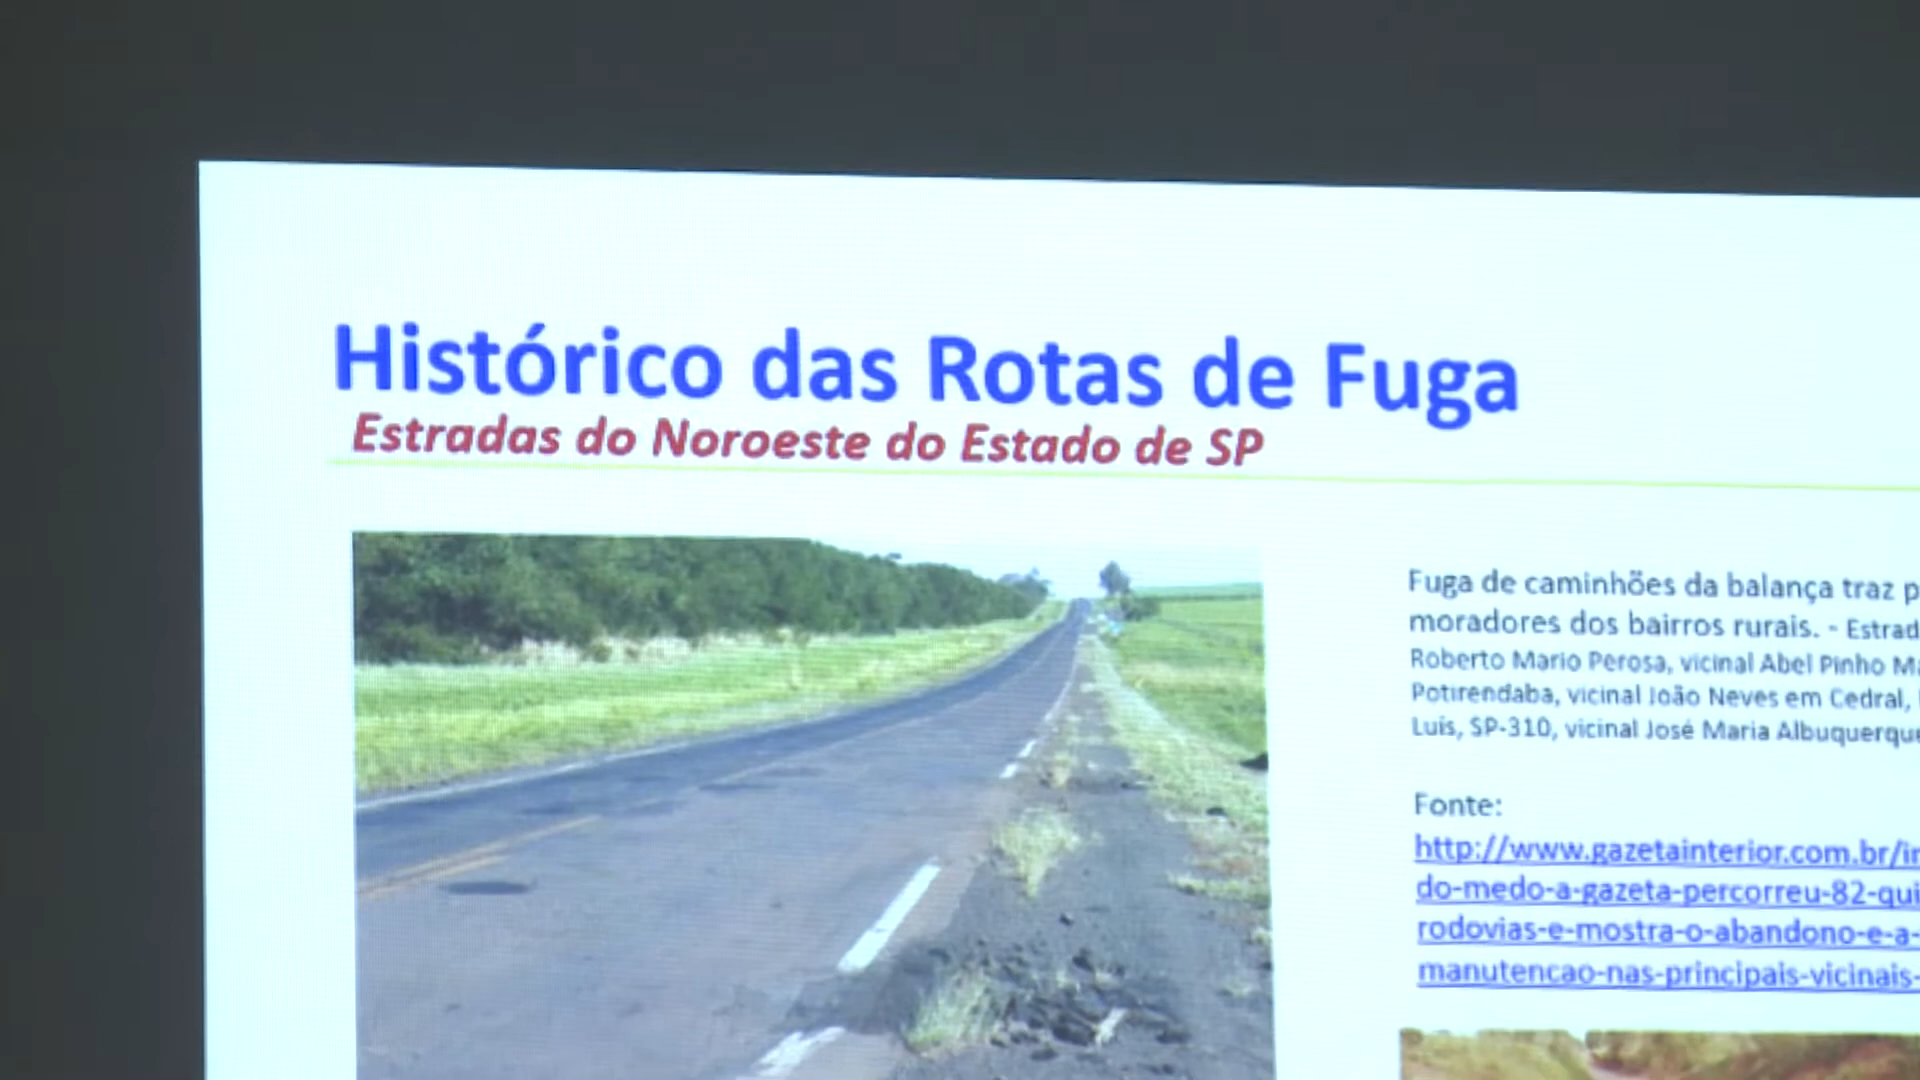 Histórico das Rotas de Fuga
Estradas do Noroeste do Estado de SP
Fuga de caminhões da balança traz
moradores dos bairros rurais. - Estrad
Roberto Mario Perosa, vicinal Abel Pinho
Potirendaba, vicinal João Neves em Cedral,
Luis, SP-310, vicinal José Maria Albuquerque
Fonte:
http://www.gazetainterior.com.br/
do-medo-a-gazeta-percorreu-82-qui
rodovias-e-mostra-o-abandono-e-a-
manutencao-nas-principais-vicinais-